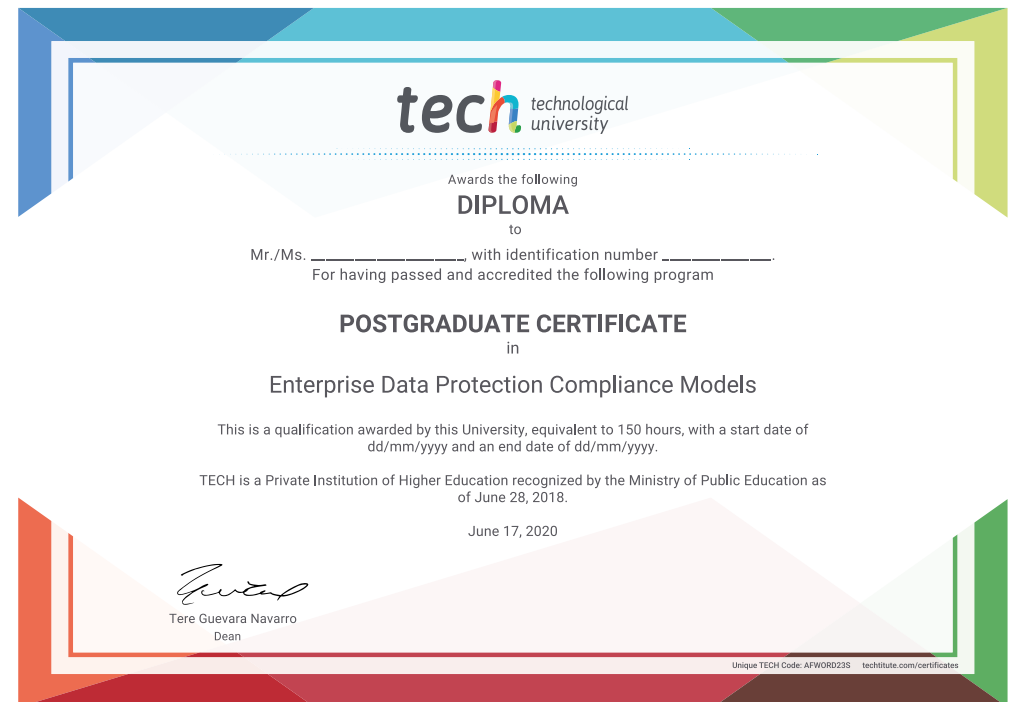 tech technological
university
Awards the following
DIPLOMA
to
Mr./Ms. _______________, with identification number ___________.
For having passed and accredited the following program
POSTGRADUATE CERTIFICATE
in
Enterprise Data Protection Compliance Models
This is a qualification awarded by this University, equivalent to 150 hours, with a start date of
dd/mm/yyyy and an end date of dd/mm/yyyy.
TECH is a Private Institution of Higher Education recognized by the Ministry of Public Education as
of June 28, 2018.
June 17, 2020
Tere Guevara Navarro
Dean
Unique TECH Code: AFWORD23S techtitute.com/certificates